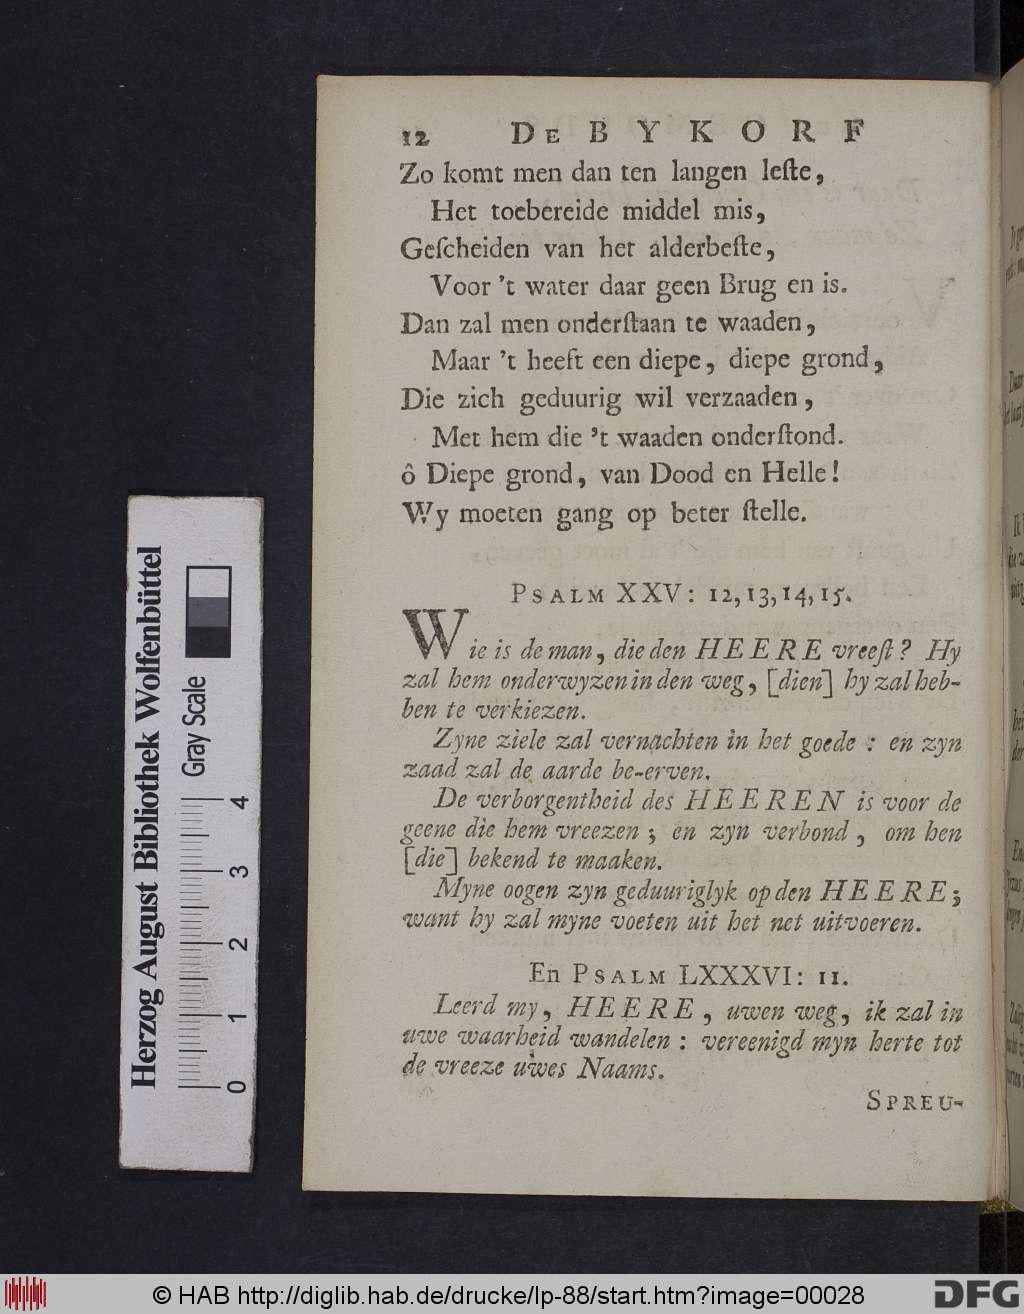 12 DE BYKORF
Zo komt men dan ten langen leſte,
Het toebereide middel mis,
Geſcheiden van het alderbeſte,
Voor 't water daar geen Brug en is.
Dan zal men onderſtaan te waaden,
Maar 't heeft een diepe, diepe grond,
Die zich geduurig wil verzaaden,
Met hem die 't waaden onderſtond.
ô Diepe grond, van Dood en Helle!
Wy moeten gang op beter ſtelle.
PSALM XXV: 12,13,14,15.
Wie is de man, die den HEERE vreeſt? Hy
zal hem onderwyzen in den weg, [dien] hy zal heb-
ben te verkiezen.
Zyne ziele zal vernachten in het goede: en zyn
zaad zal de aarde be-erven.
De verborgentheid des HEEREN is voor de
geene die hem vreezen; en zyn verbond, om hen
[die] bekend te maaken.
Myne oogen zyn geduuriglyk op den HEERE;
want hy zal myne voeten uit het net uitvoeren.
En PSALM LXXXVI: 11.
Leerd my, HEERE, uwen weg, ik zal in
uwe waarheid wandelen: vereenigd myn herte tot
de vreeze uwes Naams.
SPREU-
Herzog August Bibliothek Wolfenbüttel
Gray Scale
0 1 2 3 4
© HAB http://diglib.hab.de/drucke/lp-88/start.htm?image=00028
DFG